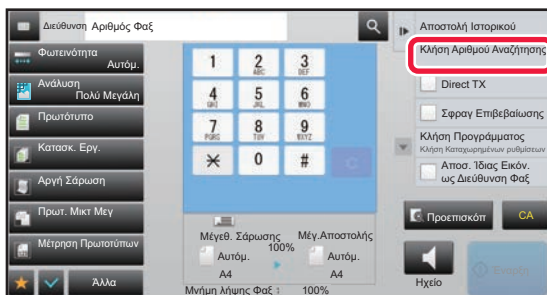 Διεύθυνση Αριθμός Φαξ
Φωτεινότητα
Αυτόμ.
Ανάλυση
Πολύ Μεγάλη
Πρωτότυπο
Κατασκ. Εργ.
Αργή Σάρωση
Πρωτ. Μικτ Μεγ
Μέτρηση Πρωτοτύπων
Άλλα
1 2 3
ABC DEF
4 5 6
GHI JKL MNO
7 8 9
PQRS TUV WXYZ
0 #
C
Μέγεθ. Σάρωσης Μέγ.Αποστολής
100%
Αυτόμ. Αυτόμ.
A4 A4
Μνήμη λήψης Φαξ : 100%
Αποστολή Ιστορικού
Κλήση Αριθμού Αναζήτησης
Direct TX
Σφραγ Επιβεβαίωσης
Κλήση Προγράμματος
Κλήση Καταχωρημένων ρυθμίσεων
Αποσ. Ίδιας Εικόν.
ως Διεύθυνση Φαξ
Προεπισκόπ
CA
Ηχείο
Έναρξη